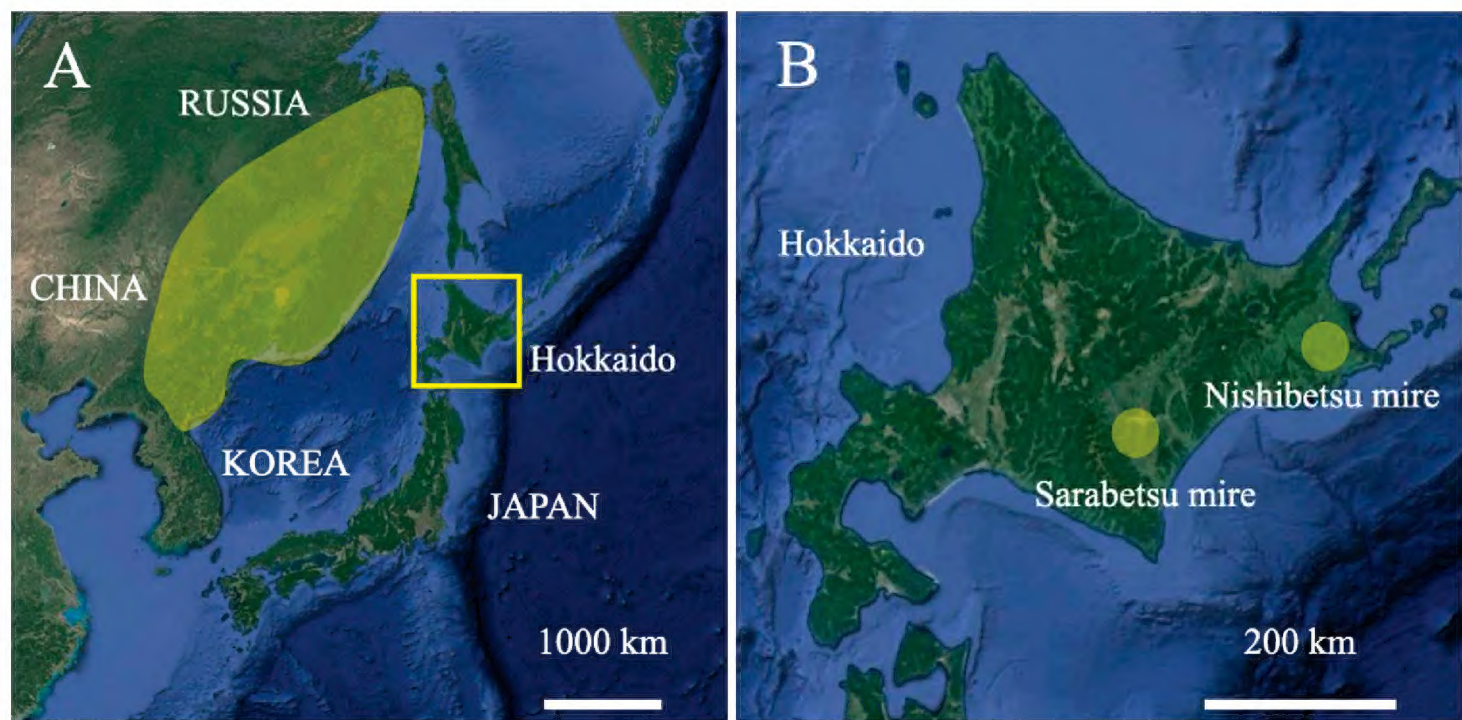 A
RUSSIA
CHINA
Hokkaido
KOREA
JAPAN
1000 km
B
Hokkaido
Nishibetsu mire
Sarabetsu mire
200 km